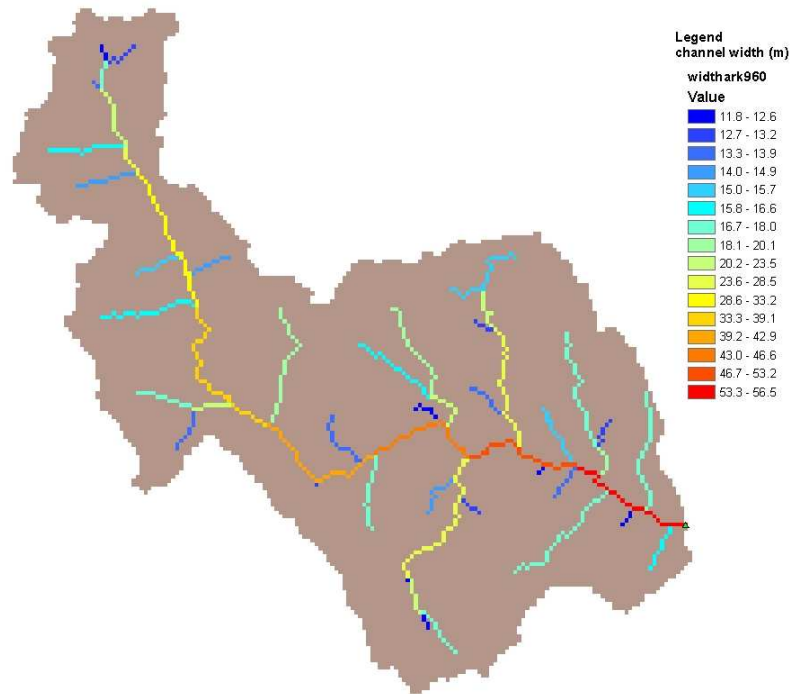 Legend
channel width (m)
widthark960
Value
11.8 - 12.6
12.7 - 13.2
13.3 - 13.9
14.0 - 14.9
15.0 - 15.7
15.8 - 16.6
16.7 - 18.0
18.1 - 20.1
20.2 - 23.5
23.6 - 28.5
28.6 - 33.2
33.3 - 39.1
39.2 - 42.9
43.0 - 46.6
46.7 - 53.2
53.3 - 56.5